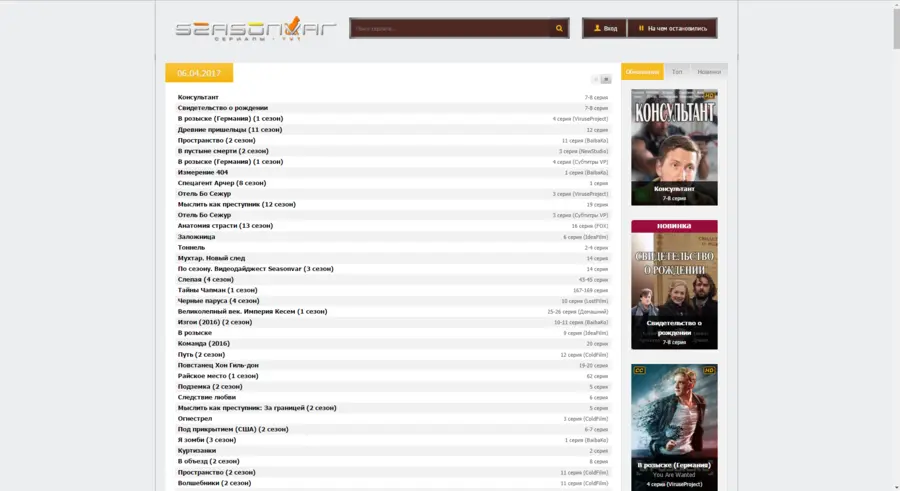 SEASONVAR
СЕРИАЛЫ ТУТ
Вход
На чем остановились
06.04.2017
Обновления
Топ
Новинки
Консультант 7-8 серия
Свидетельство о рождении 7-8 серия
В розыске (Германия) (1 сезон) 4 серия (ViruseProject)
Древние пришельцы (11 сезон) 12 серия
Пространство (2 сезон) 11 серия (BaibaKo)
В пустыне смерти (2 сезон) 3 серия (NewStudio)
В розыске (Германия) (1 сезон) 4 серия (Субтитры VP)
Измерение 404 1 серия (BaibaKo)
Спецагент Арчер (8 сезон) 1 серия
Отель Бо Сежур 3 серия (ViruseProject)
Мыслить как преступник (12 сезон) 19 серия
Отель Бо Сежур 3 серия (Субтитры VP)
Анатомия страсти (13 сезон) 16 серия (FOX)
Заложница 6 серия (IdeaFilm)
Тоннель 2-4 серия
Мухтар. Новый след 14 серия
По сезону. Видеодайджест Seasonvar (3 сезон) 14 серия
Слепая (4 сезон) 43-45 серия
Тайны Чапман (1 сезон) 167-169 серия
Черные паруса (4 сезон) 10 серия (LostFilm)
Великолепный век. Империя Кесем (1 сезон) 25-26 серия (Домашний)
Изгои (2016) (2 сезон) 10-11 серия (BaibaKo)
В розыске 9 серия (IdeaFilm)
Команда (2016) 20 серия
Путь (2 сезон) 12 серия (ColdFilm)
Повстанец Хон Гиль-дон 19-20 серия
Райское место (1 сезон) 62 серия
Подземка (2 сезон) 5 серия
Следствие любви 6 серия
Мыслить как преступник: За границей (2 сезон) 5 серия
Огнестрел 3 серия (ColdFilm)
Под прикрытием (США) (2 сезон) 6-7 серия
Я зомби (3 сезон) 1 серия (BaibaKo)
Куртизанки 2 серия
В объезд (2 сезон) 8 серия
Пространство (2 сезон) 11 серия (ColdFilm)
Волшебники (2 сезон) 11 серия (ColdFilm)
HD
КОНСУЛЬТАНТ
Консультант
7-8 серия
НОВИНКА
СВИДЕТЕЛЬСТВО
О РОЖДЕНИИ
Свидетельство о
рождении
7-8 серия
CC
HD
В розыске (Германия)
You Are Wanted
4 серия (ViruseProject)